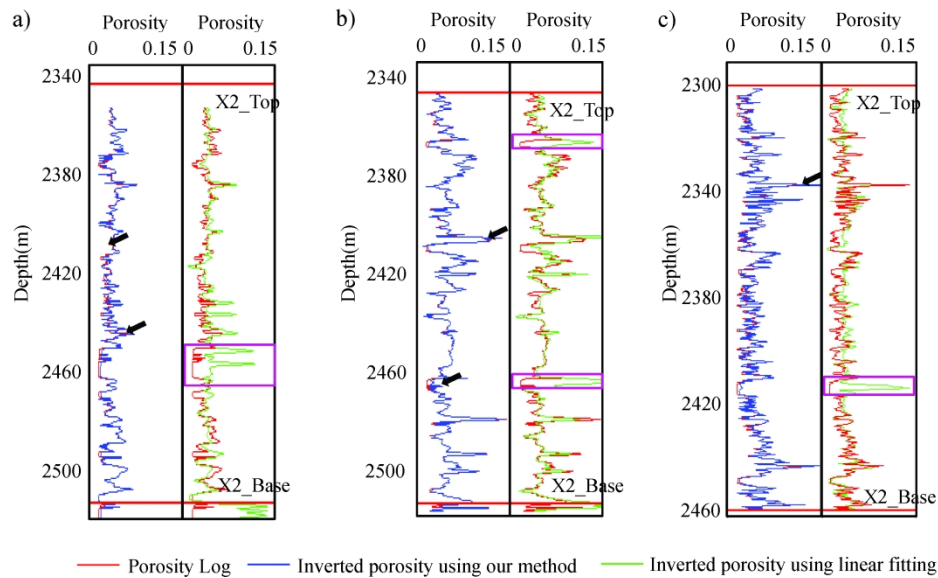 a)
Porosity
0 0.15 0 0.15
Depth(m)
2340
2380
2420
2460
2500
X2_Top
X2_Base
b)
Porosity
0 0.15 0 0.15
Depth(m)
2340
2380
2420
2460
2500
X2_Top
X2_Base
c)
Porosity
0 0.15 0 0.15
Depth(m)
2300
2340
2380
2420
2460
X2_Top
X2_Base
Porosity Log Inverted porosity using our method Inverted porosity using linear fitting